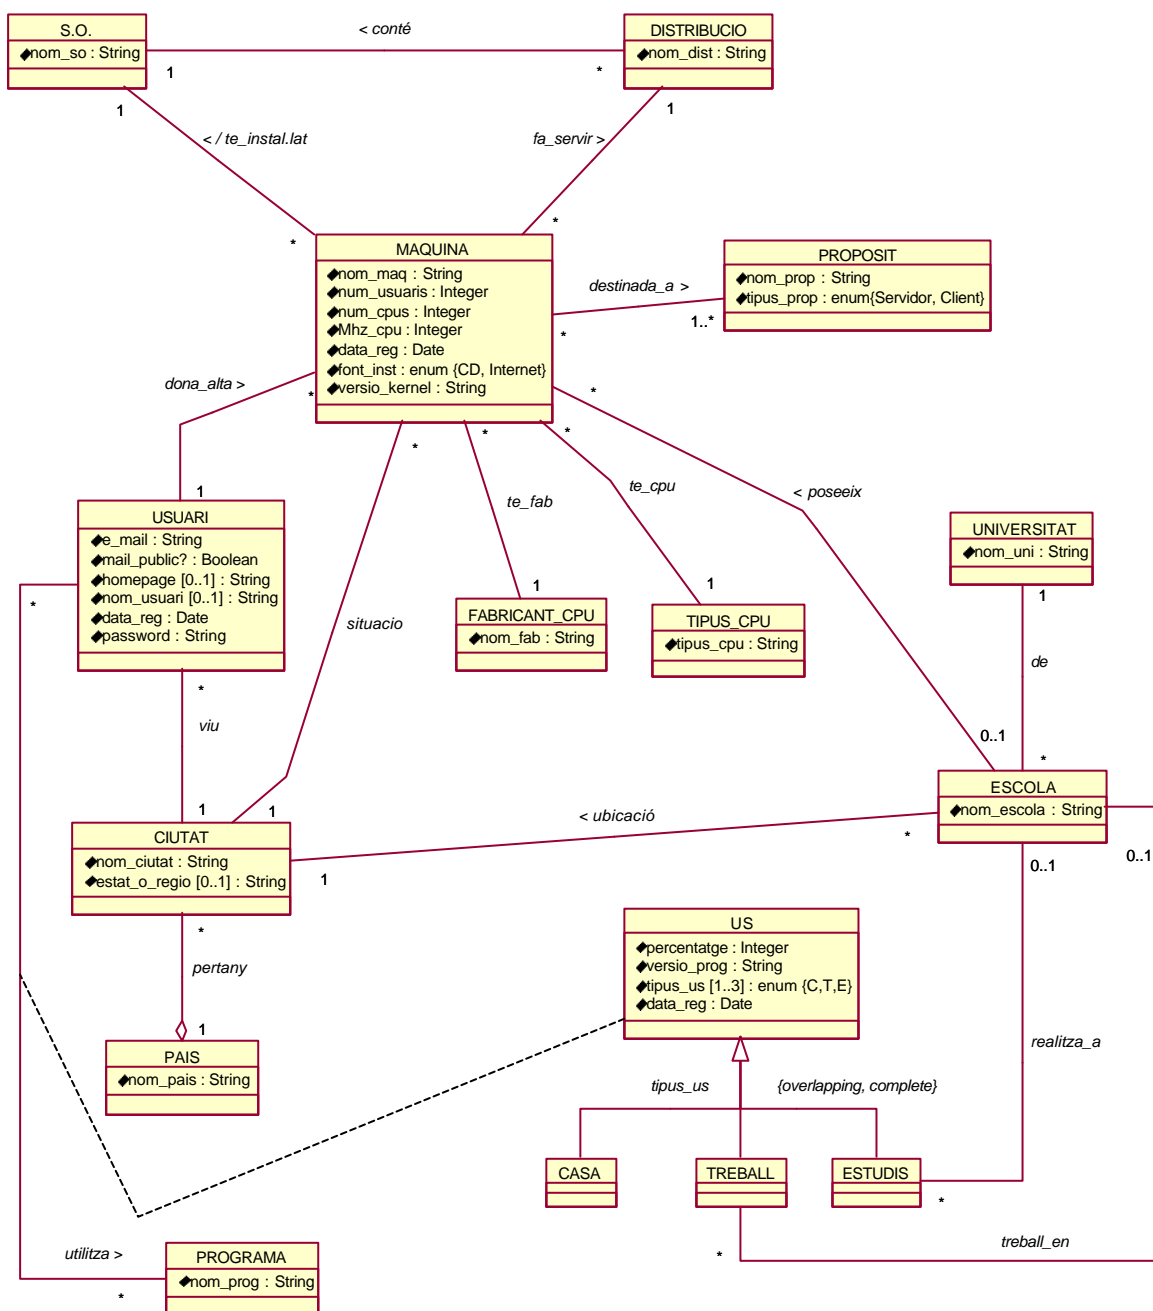 S.O.
nom_so : String
< conté
1
*
DISTRIBUCIO
nom_dist : String
1
1
< / te_instal.lat
fa_servir >
*
*
MAQUINA
nom_maq : String
num_usuaris : Integer
num_cpus : Integer
Mhz_cpu : Integer
data_reg : Date
font_inst : enum {CD, Internet}
versio_kernel : String
PROPOSIT
nom_prop : String
tipus_prop : enum{Servidor, Client}
destinada_a >
1..*
*
dona_alta >
*
*
*
*
*
1
te_fab
te_cpu
< poseeix
USUARI
e_mail : String
mail_public? : Boolean
homepage [0..1] : String
nom_usuari [0..1] : String
data_reg : Date
password : String
*
UNIVERSITAT
nom_uni : String
1
1
1
FABRICANT_CPU
nom_fab : String
TIPUS_CPU
tipus_cpu : String
situacio
de
*
viu
0..1
*
1
1
ESCOLA
nom_escola : String
< ubicació
CIUTAT
nom_ciutat : String
estat_o_regio [0..1] : String
1
*
0..1
0..1
*
pertany
1
US
percentatge : Integer
versio_prog : String
tipus_us [1..3] : enum {C,T,E}
data_reg : Date
PAIS
nom_pais : String
realitza_a
tipus_us
{overlapping, complete}
CASA
TREBALL
ESTUDIS
*
utilitza >
*
treball_en
PROGRAMA
nom_prog : String
*